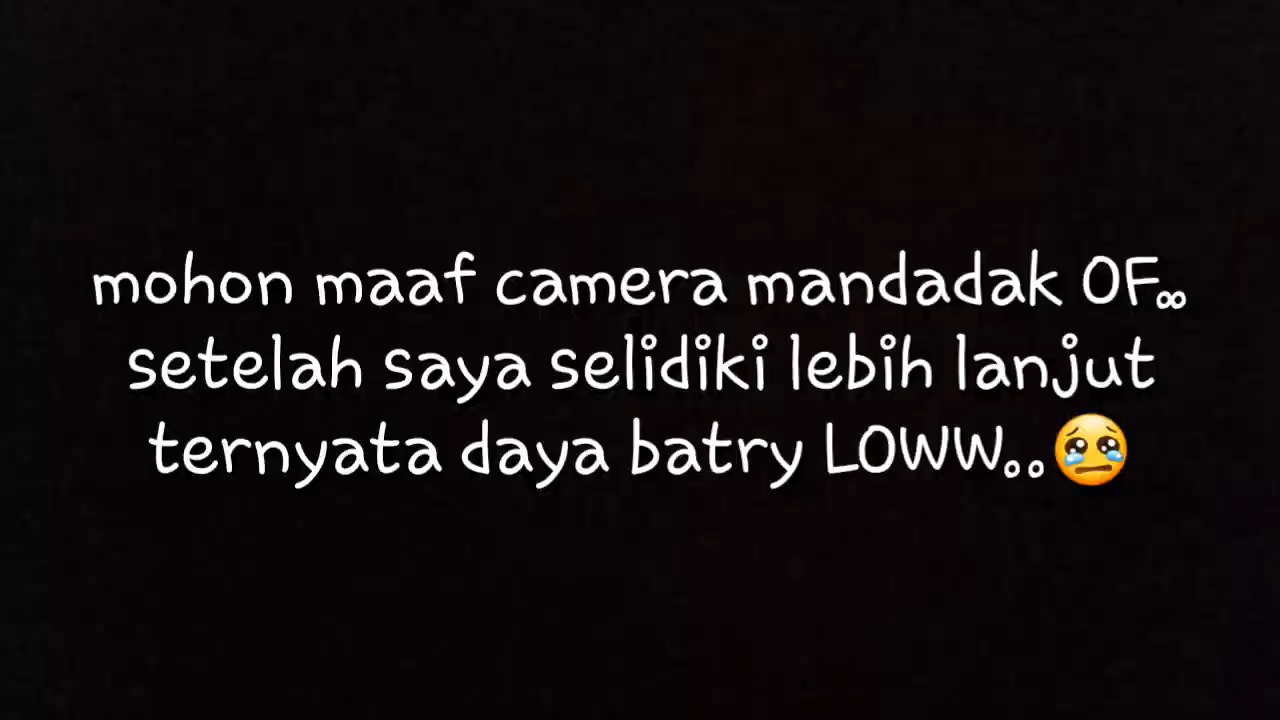 mohon maaf camera mandadak OF..
setelah saya selidiki lebih lanjut
ternyata daya batry LOWW..😢